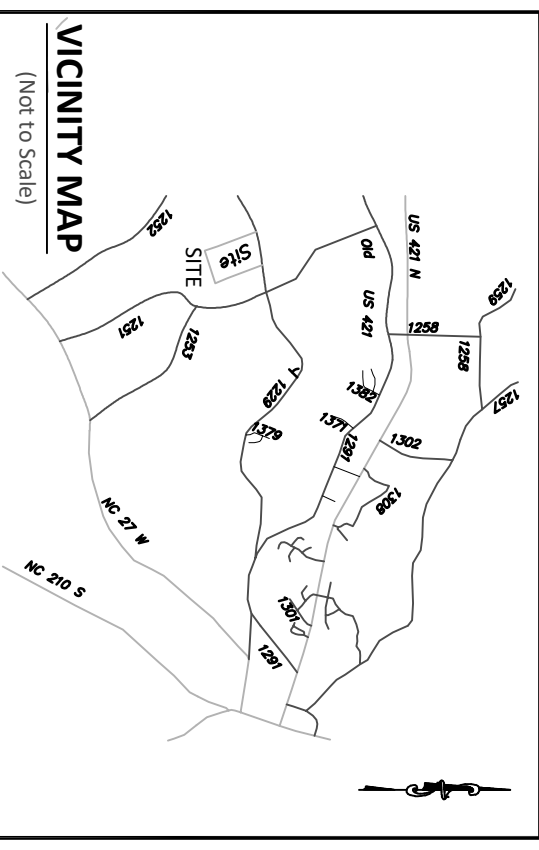 VICINITY MAP
(Not to Scale)
1259
1258
1258
1257
US 421 N
Old US 421
1302
1382
1371
1291
1308
1252
Site
SITE
1251
1253
1229
1379
1301
1291
NC 27 W
NC 210 S